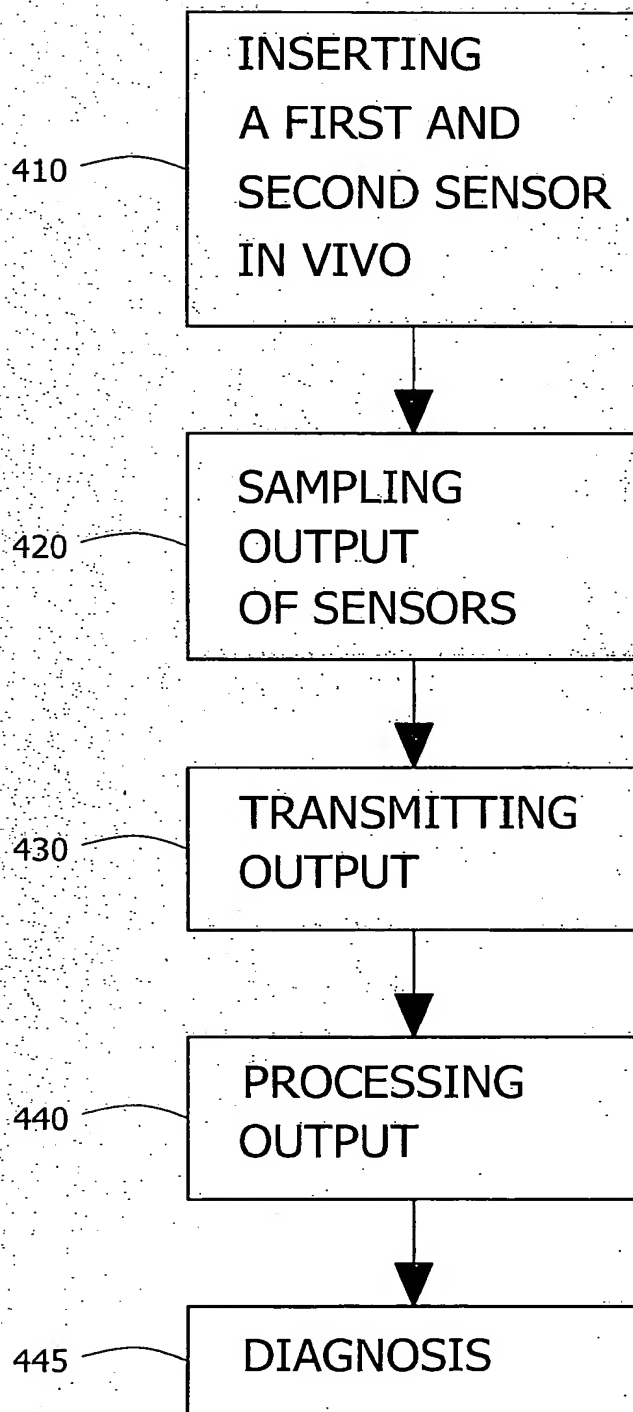 410
INSERTING
A FIRST AND
SECOND SENSOR
IN VIVO
420
SAMPLING
OUTPUT
OF SENSORS
430
TRANSMITTING
OUTPUT
440
PROCESSING
OUTPUT
445
DIAGNOSIS